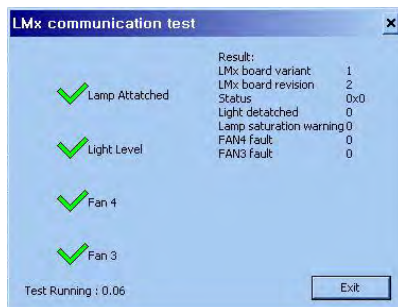 LMx communication test
Lamp Attatched
Light Level
Fan 4
Fan 3
Test Running : 0.06
Result:
LMx board variant 1
LMx board revision 2
Status 0x0
Light detatched 0
Lamp saturation warning 0
FAN4 fault 0
FAN3 fault 0
Exit